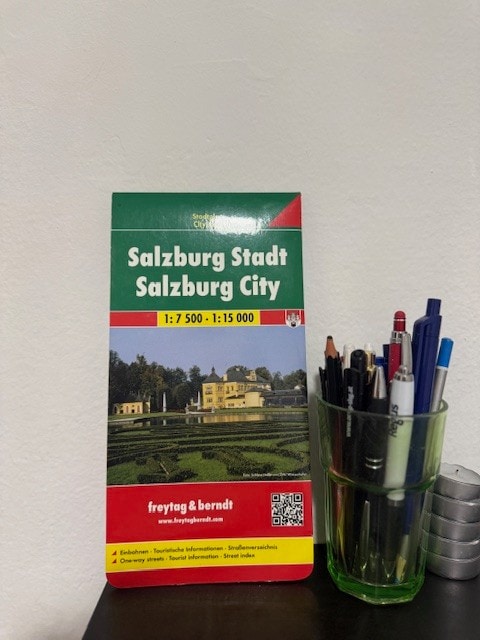 Salzburg Stadt
Salzburg City
1: 7 500 - 1: 15 000
freytag & berndt
www.freytagberndt.com
Einbahnen - Touristische Informationen - Straßenverzeichnis
One-way streets - Tourist information - Street index